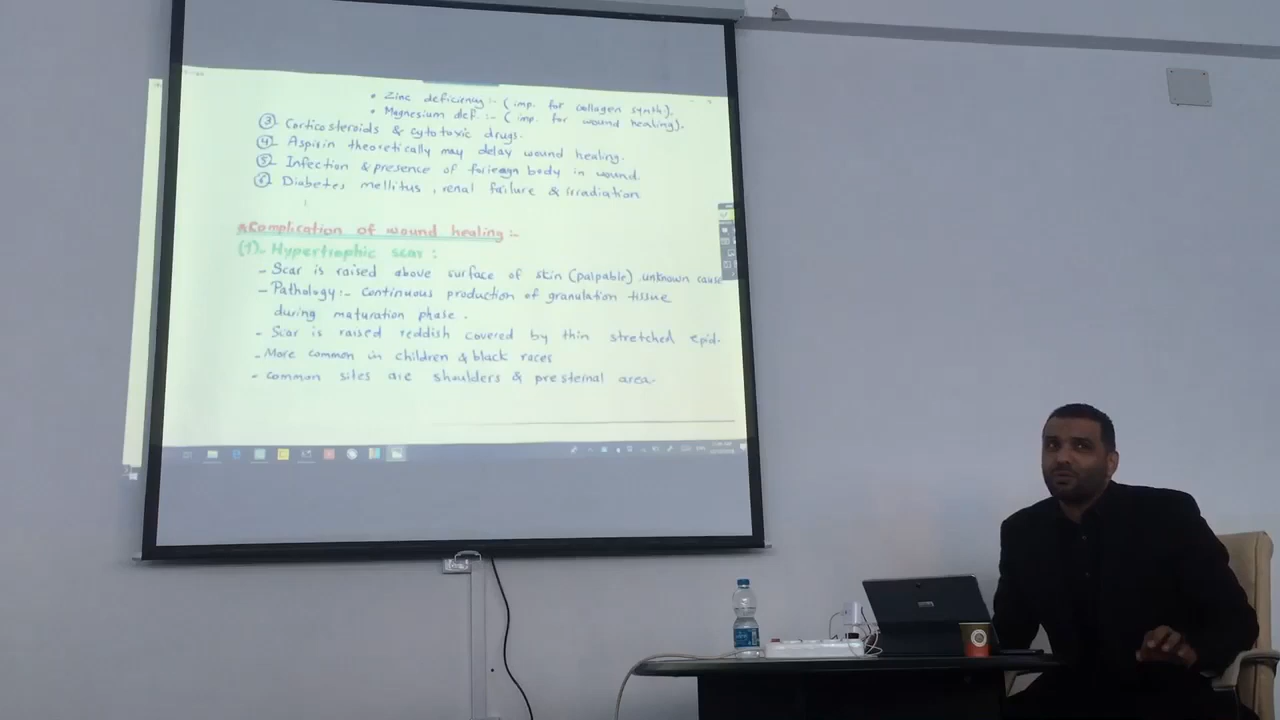 • Zinc deficiency :- (imp. for collagen synth).
• Magnesium def. :- (imp. for wound healing).
③ Corticosteroids & cytotoxic drugs.
④ Aspirin theoretically may delay wound healing.
⑤ Infection & presence of foriegn body in wound.
⑥ Diabetes mellitus, renal failure & irradiation
*Complication of wound healing :-
(1)- Hypertrophic scar :
- Scar is raised above surface of skin (palpable). unknown cause
- Pathology :- continuous production of granulation tissue
during maturation phase.
- Scar is raised reddish covered by thin stretched epid.
- More common in children & black races
- common sites are shoulders & presternal area.